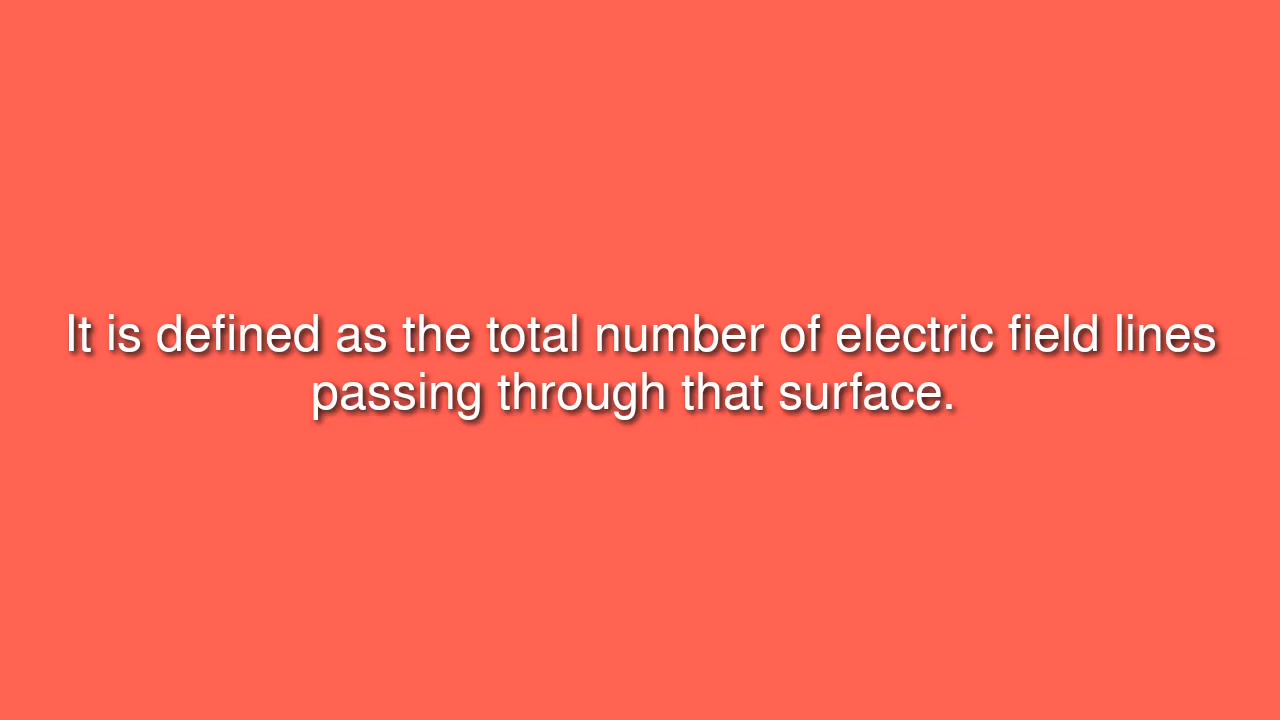 It is defined as the total number of electric field lines
passing through that surface.